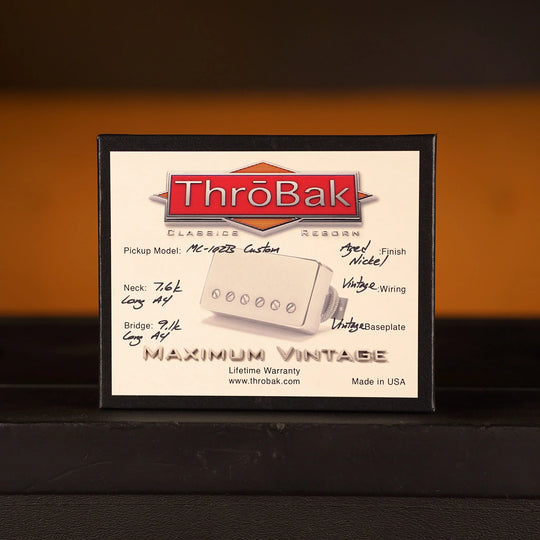 ThrōBak
Classics Reborn
Pickup Model: MC-102B Custom
Aged Nickel :Finish
Neck: 7.6k
Long A4
Vintage :Wiring
Bridge: 9.1k
Long A4
Vintage Baseplate
Maximum Vintage
Lifetime Warranty
www.throbak.com
Made in USA